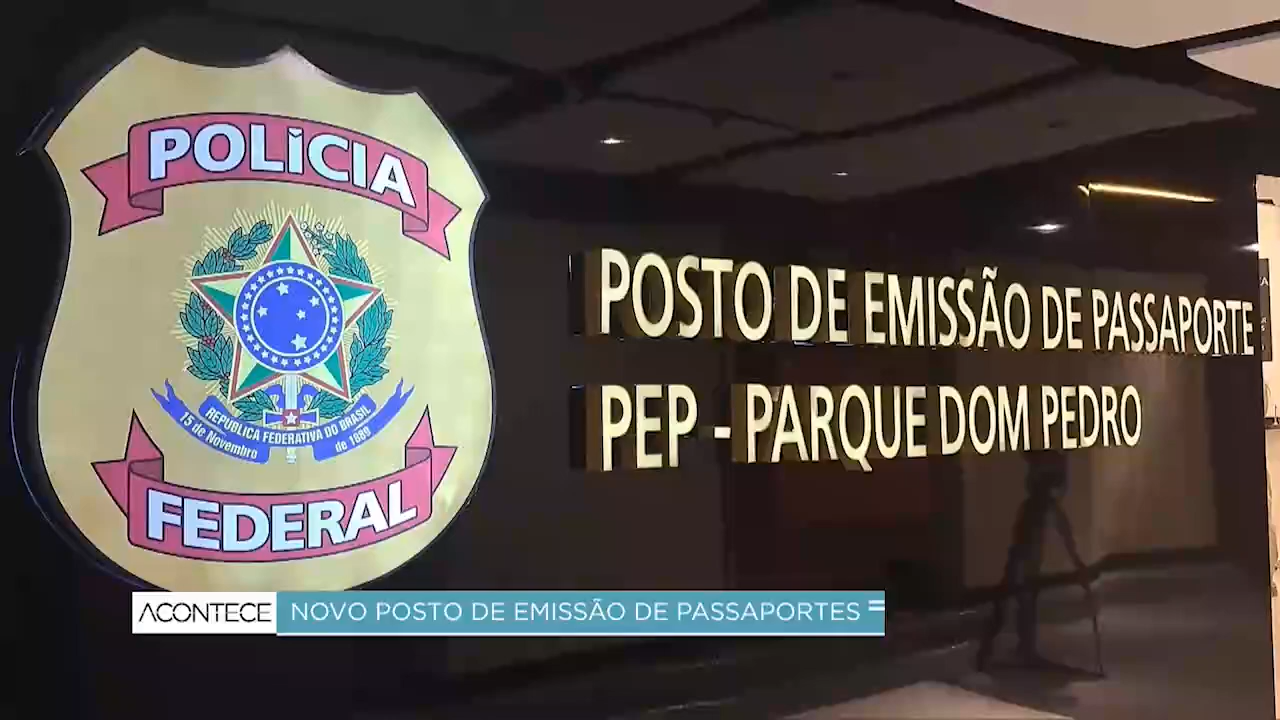 POLÍCIA
REPÚBLICA FEDERATIVA DO BRASIL
15 de Novembro de 1889
FEDERAL
POSTO DE EMISSÃO DE PASSAPORTE
PEP - PARQUE DOM PEDRO
ACONTECE NOVO POSTO DE EMISSÃO DE PASSAPORTES